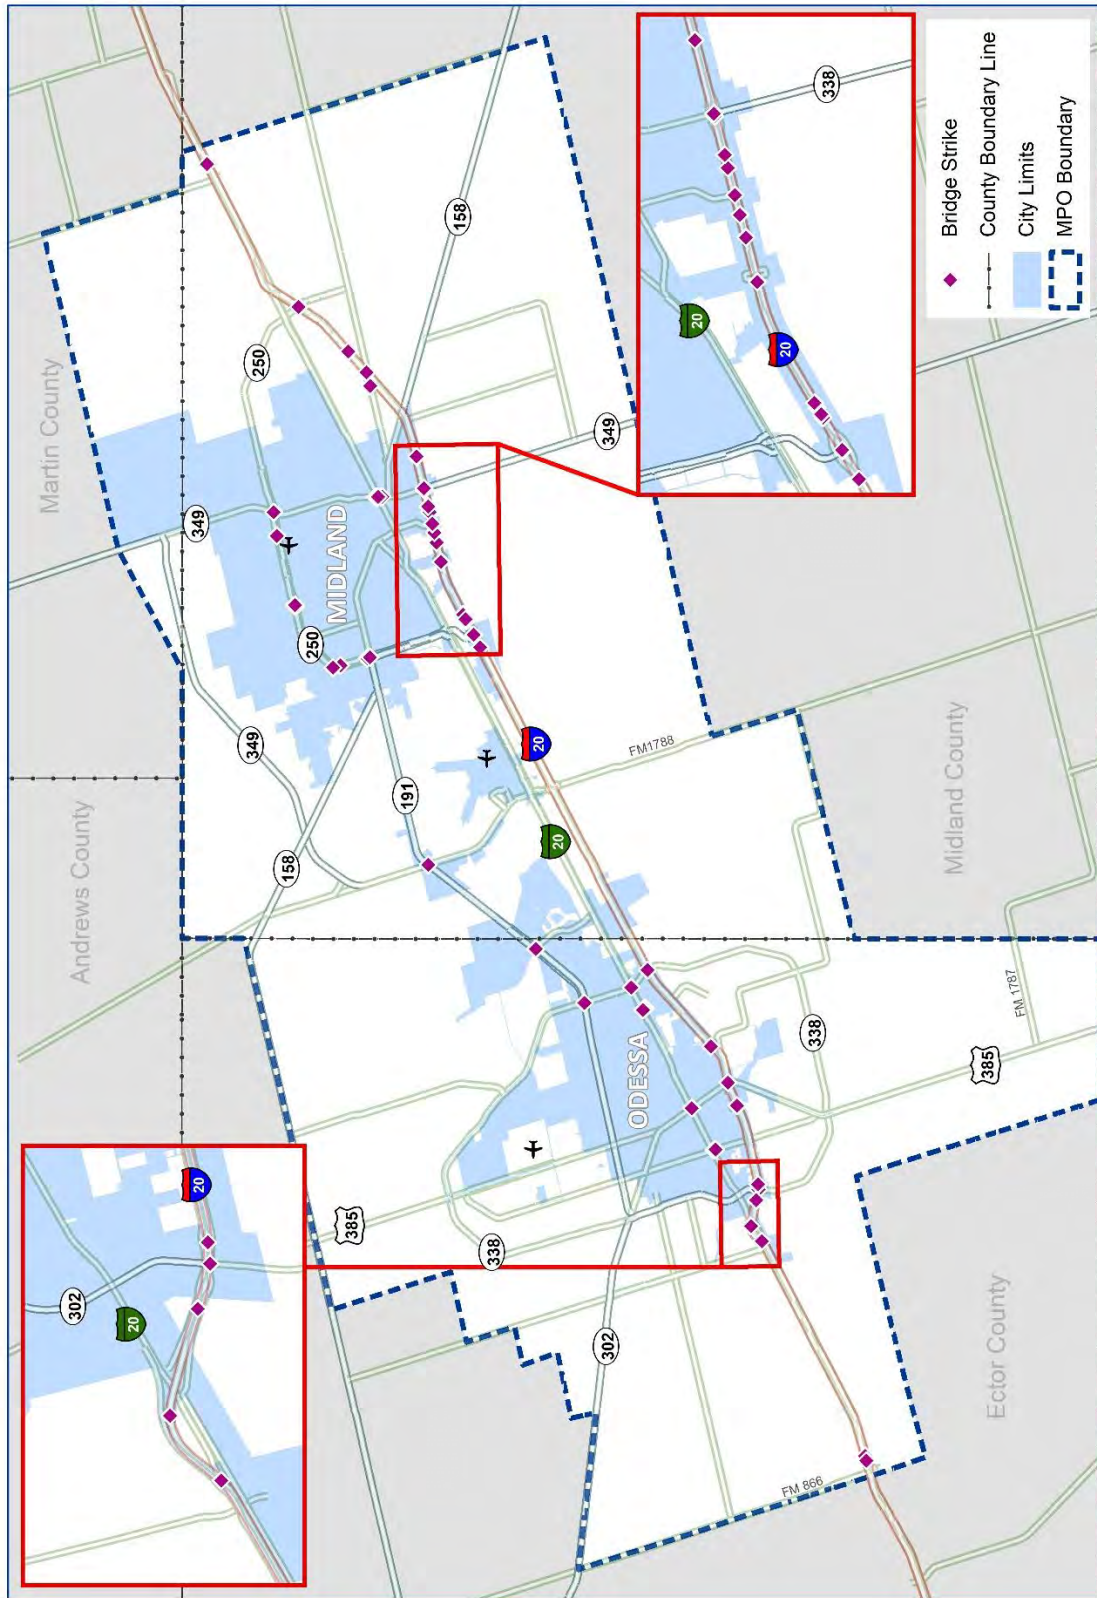 Martin County
Andrews County
Midland County
Ector County
MIDLAND
ODESSA
349
349
349
349
250
250
158
158
191
20
20
FM1788
FM 1787
FM 866
338
338
385
385
302
302
20
20
338
20
20
Bridge Strike
County Boundary Line
City Limits
MPO Boundary